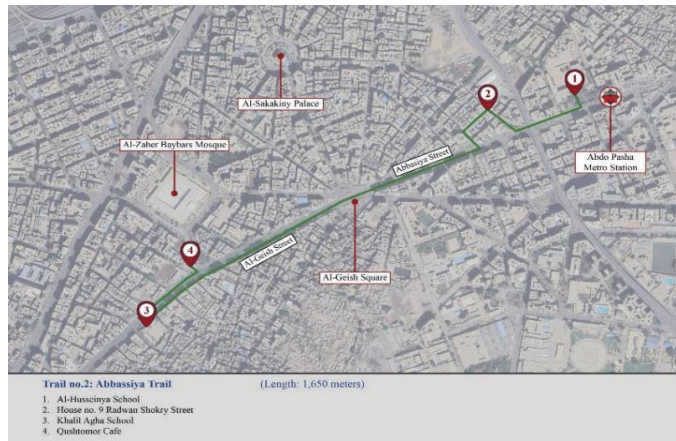 1
2
Al-Sakakiny Palace
Al-Zaher Baybars Mosque
Abbasiya Street
Abdo Pasha
Metro Station
4
Al-Geish Street
Al-Geish Square
3
Trail no.2: Abbassiya Trail (Length: 1,650 meters)
1. Al-Husscinya School
2. House no. 9 Radwan Shokry Street
3. Khalil Agha School
4. Qushtomor Cafe